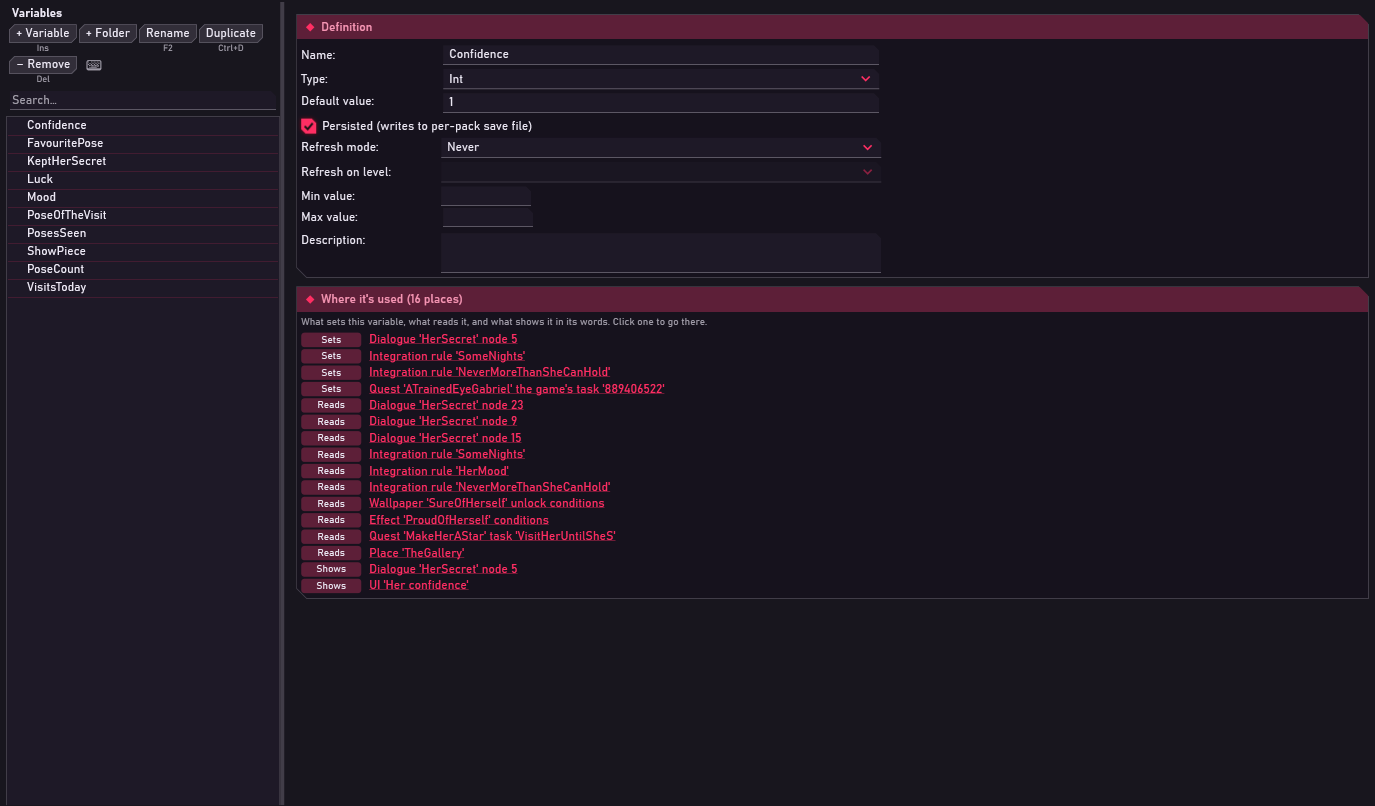 Variables
+ Variable
+ Folder
Rename
Duplicate
Ins
F2
Ctrl+D
− Remove
Del
Search...
Confidence
FavouritePose
KeptHerSecret
Luck
Mood
PoseOfTheVisit
PosesSeen
ShowPiece
PoseCount
VisitsToday
Definition
Name: Confidence
Type: Int
Default value: 1
Persisted (writes to per-pack save file)
Refresh mode: Never
Refresh on level:
Min value:
Max value:
Description:
Where it's used (16 places)
What sets this variable, what reads it, and what shows it in its words. Click one to go there.
Sets Dialogue 'HerSecret' node 5
Sets Integration rule 'SomeNights'
Sets Integration rule 'NeverMoreThanSheCanHold'
Sets Quest 'ATrainedEyeGabriel' the game's task '889406522'
Reads Dialogue 'HerSecret' node 23
Reads Dialogue 'HerSecret' node 9
Reads Dialogue 'HerSecret' node 15
Reads Integration rule 'SomeNights'
Reads Integration rule 'HerMood'
Reads Integration rule 'NeverMoreThanSheCanHold'
Reads Wallpaper 'SureOfHerself' unlock conditions
Reads Effect 'ProudOfHerself' conditions
Reads Quest 'MakeHerAStar' task 'VisitHerUntilSheS'
Reads Place 'TheGallery'
Shows Dialogue 'HerSecret' node 5
Shows UI 'Her confidence'